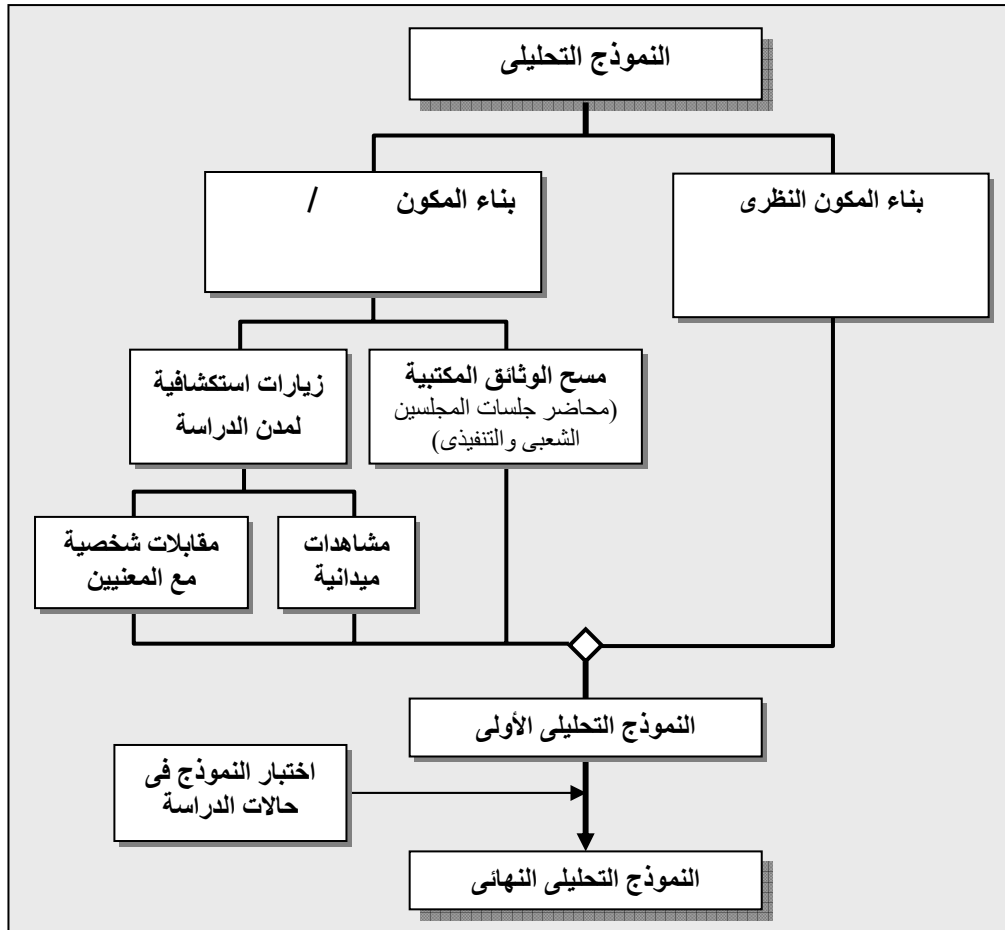 النموذج التحليلى
بناء المكون النظرى
بناء المكون /
مسح الوثائق المكتبية
(محاضر جلسات المجلسين
الشعبى والتنفيذى)
زيارات استكشافية
لمدن الدراسة
مشاهدات
ميدانية
مقابلات شخصية
مع المعنيين
النموذج التحليلى الأولى
اختبار النموذج فى
حالات الدراسة
النموذج التحليلى النهائى